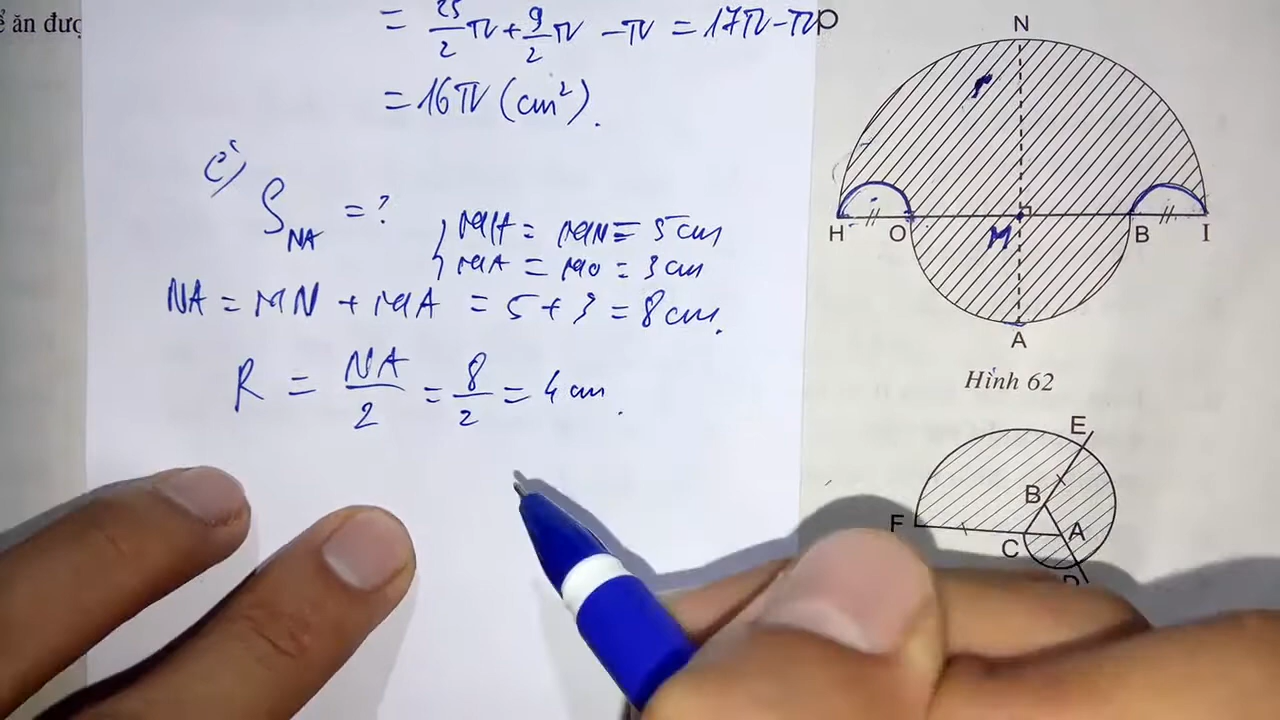 ể ăn đượ
= 25/2 π + 9/2 π - π = 17π - π
= 16π (cm²).
c)
S_NA = ?
MH = MN = 5 cm
MA = MO = 3 cm
NA = MN + MA = 5 + 3 = 8 cm.
R = NA/2 = 8/2 = 4 cm.
N
M
H O B I
A
Hình 62
E
B
F C A
D